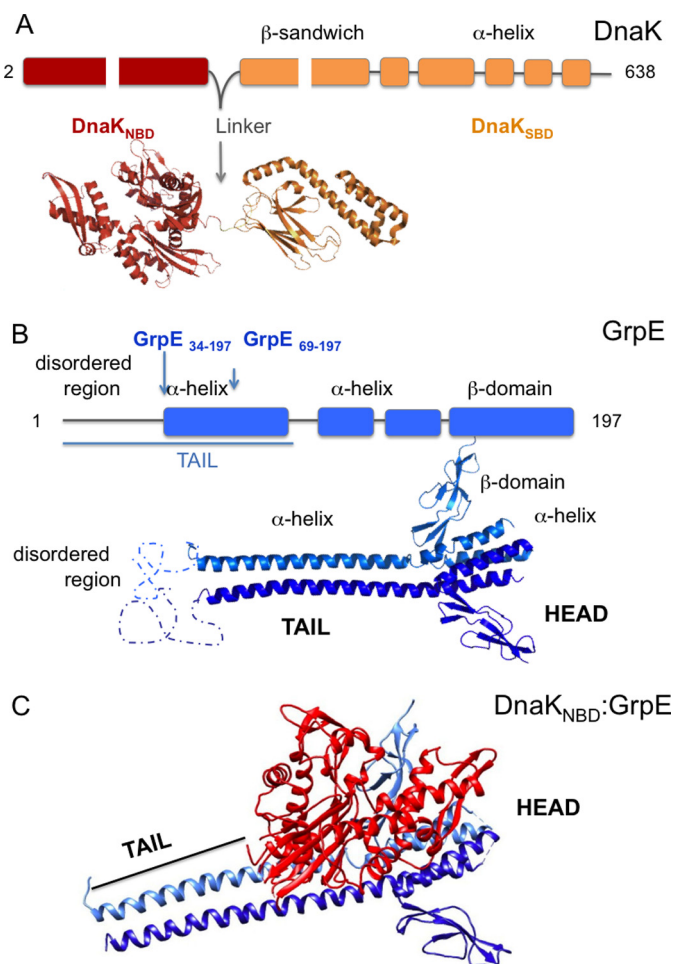 A
β-sandwich
α-helix
DnaK
2
638
DnaK NBD
Linker
DnaK SBD
B
GrpE
GrpE 34-197
GrpE 69-197
disordered
region
α-helix
α-helix
β-domain
1
197
TAIL
β-domain
α-helix
α-helix
disordered
region
TAIL
HEAD
C
DnaK NBD:GrpE
HEAD
TAIL